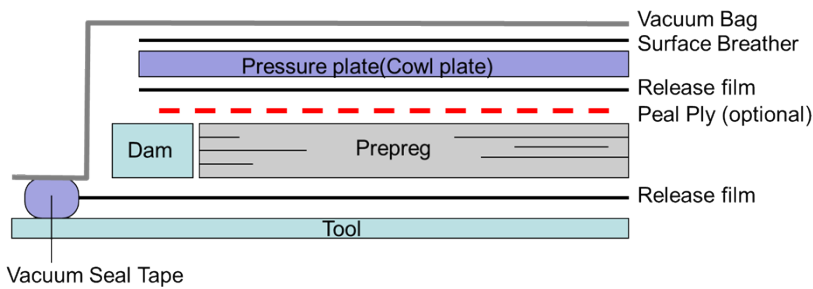 Vacuum Bag
Surface Breather
Pressure plate(Cowl plate)
Release film
Peal Ply (optional)
Dam
Prepreg
Release film
Tool
Vacuum Seal Tape